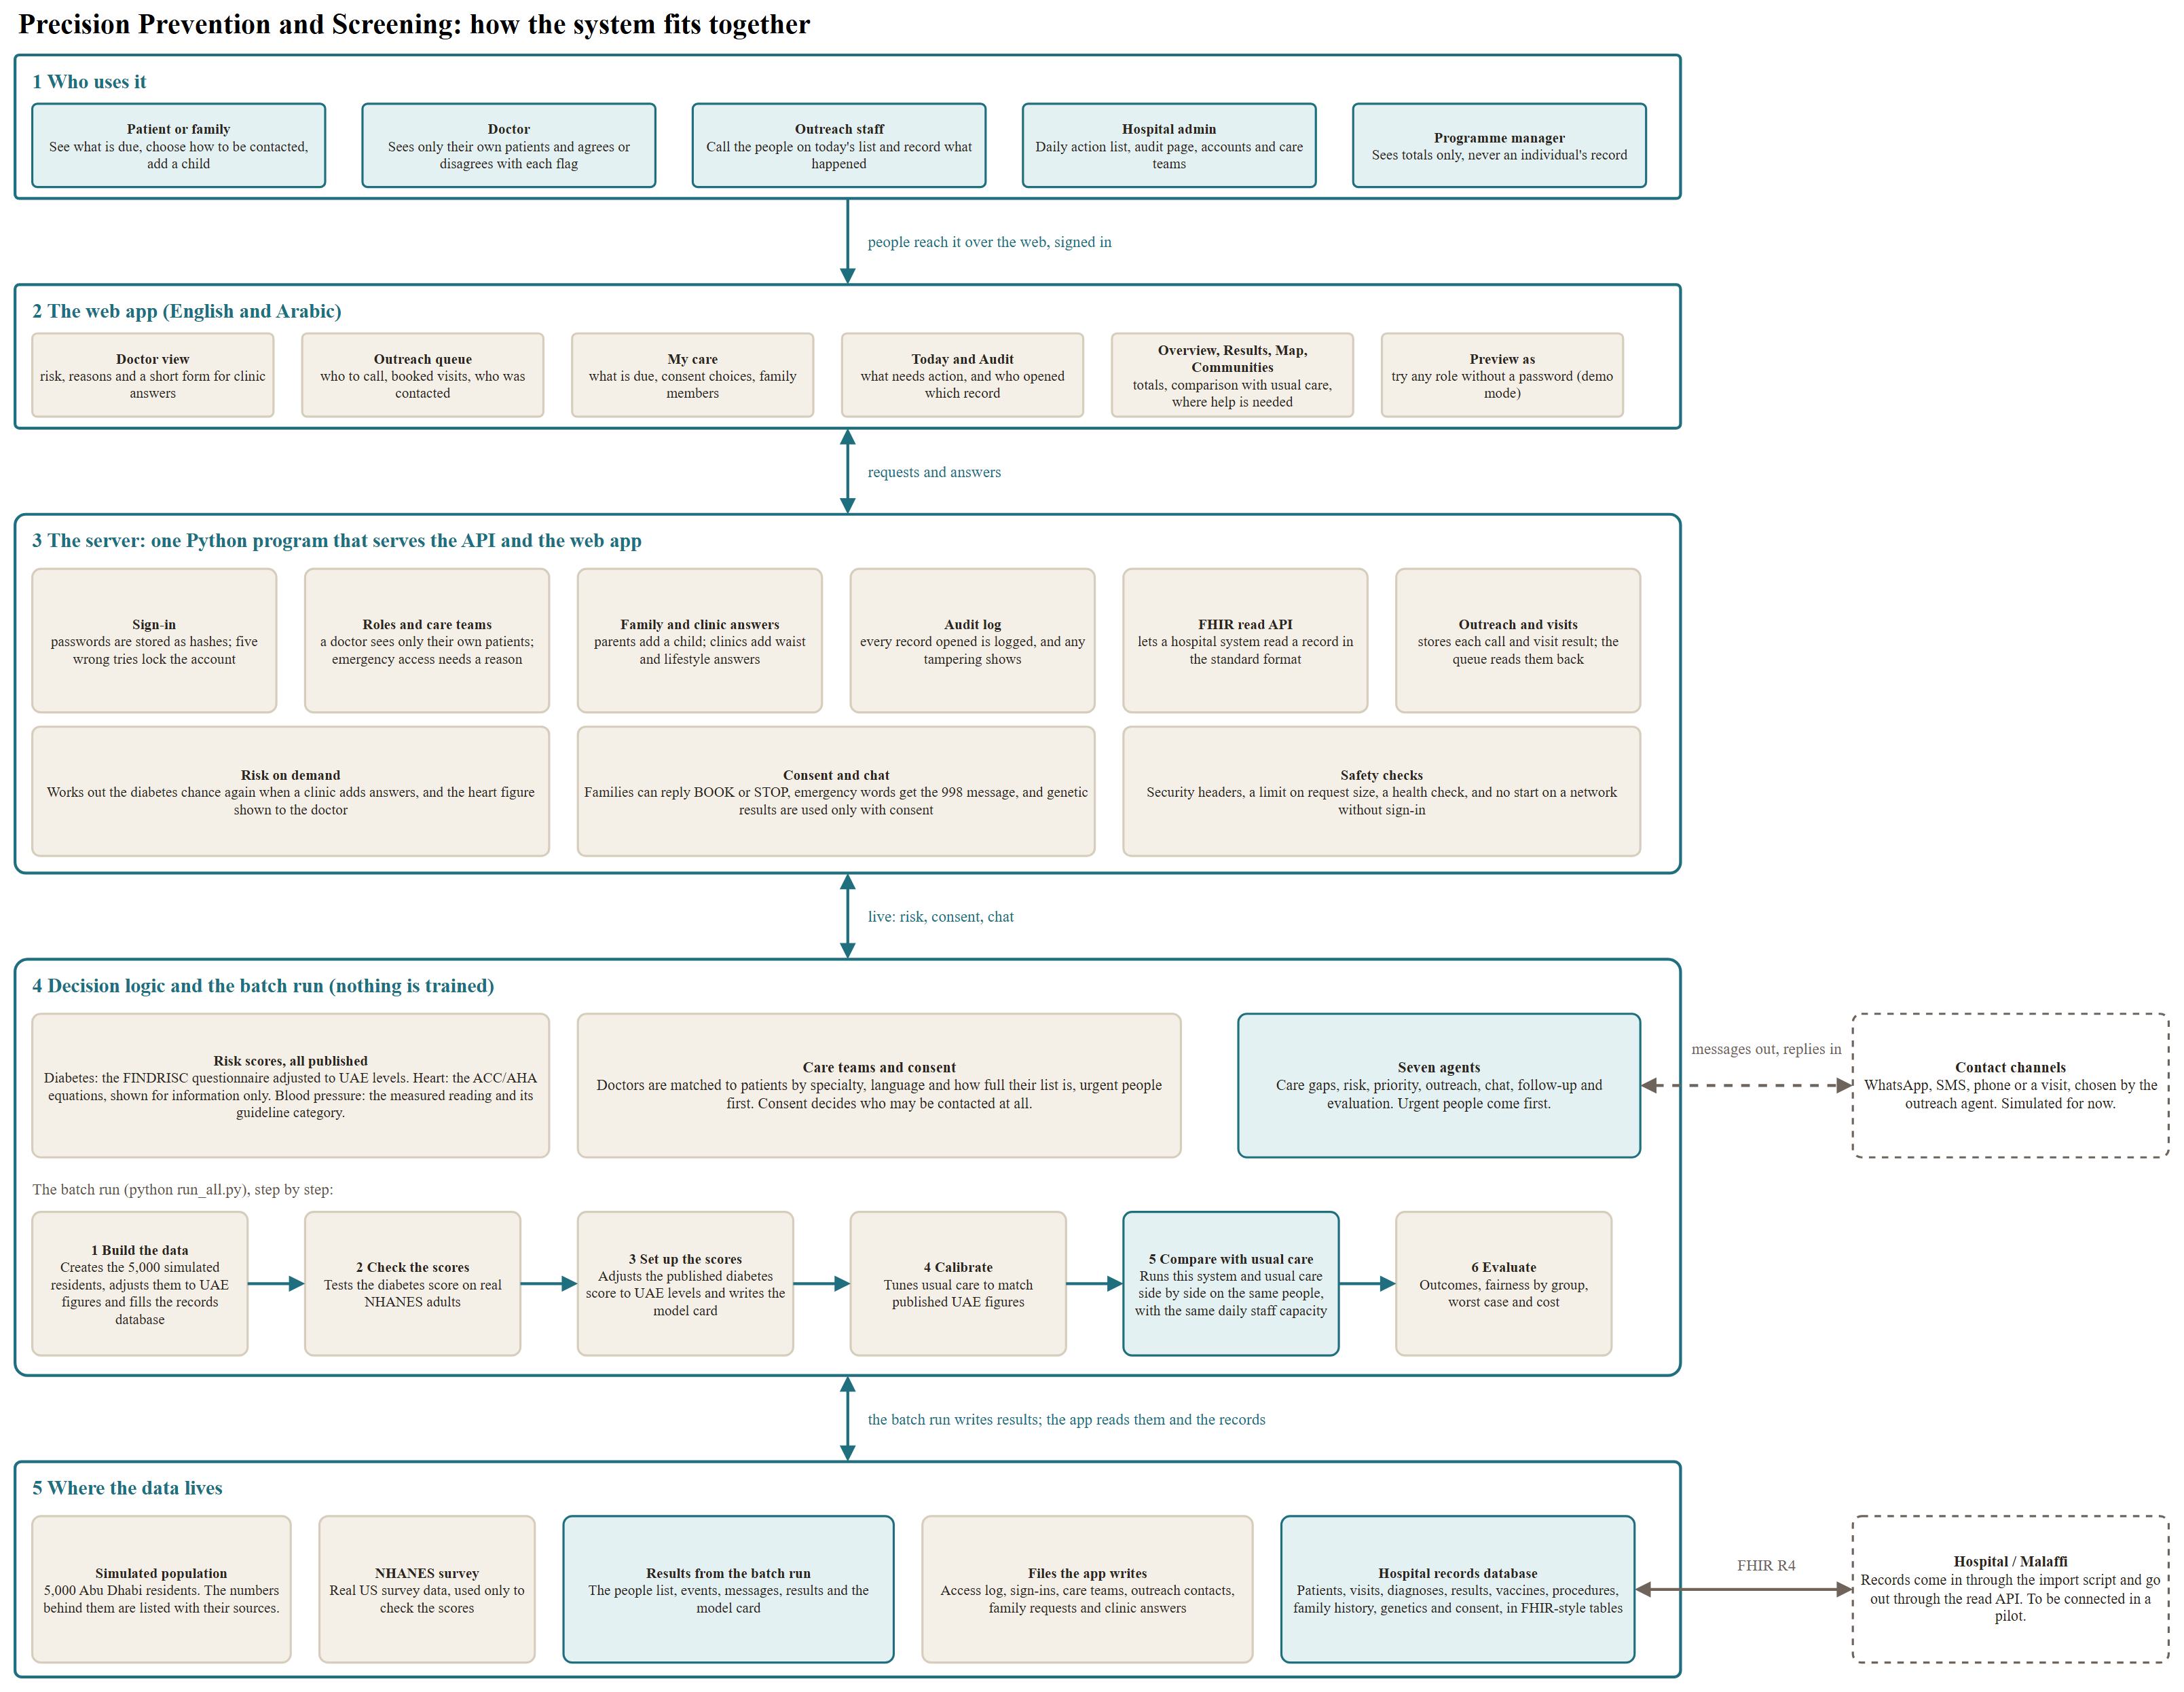 Precision Prevention and Screening: how the system fits together
1 Who uses it
Patient or family
See what is due, choose how to be contacted,
add a child
Doctor
Sees only their own patients and agrees or
disagrees with each flag
Outreach staff
Call the people on today's list and record what
happened
Hospital admin
Daily action list, audit page, accounts and care
teams
Programme manager
Sees totals only, never an individual's record
people reach it over the web, signed in
2 The web app (English and Arabic)
Doctor view
risk, reasons and a short form for clinic
answers
Outreach queue
who to call, booked visits, who was
contacted
My care
what is due, consent choices, family
members
Today and Audit
what needs action, and who opened
which record
Overview, Results, Map,
Communities
totals, comparison with usual care,
where help is needed
Preview as
try any role without a password (demo
mode)
requests and answers
3 The server: one Python program that serves the API and the web app
Sign-in
passwords are stored as hashes; five
wrong tries lock the account
Roles and care teams
a doctor sees only their own patients;
emergency access needs a reason
Family and clinic answers
parents add a child; clinics add waist
and lifestyle answers
Audit log
every record opened is logged, and any
tampering shows
FHIR read API
lets a hospital system read a record in
the standard format
Outreach and visits
stores each call and visit result; the
queue reads them back
Risk on demand
Works out the diabetes chance again when a clinic adds answers, and the heart figure
shown to the doctor
Consent and chat
Families can reply BOOK or STOP, emergency words get the 998 message, and genetic
results are used only with consent
Safety checks
Security headers, a limit on request size, a health check, and no start on a network
without sign-in
live: risk, consent, chat
4 Decision logic and the batch run (nothing is trained)
Risk scores, all published
Diabetes: the FINDRISC questionnaire adjusted to UAE levels. Heart: the ACC/AHA
equations, shown for information only. Blood pressure: the measured reading and its
guideline category.
Care teams and consent
Doctors are matched to patients by specialty, language and how full their list is, urgent people
first. Consent decides who may be contacted at all.
Seven agents
Care gaps, risk, priority, outreach, chat, follow-up and
evaluation. Urgent people come first.
messages out, replies in
Contact channels
WhatsApp, SMS, phone or a visit, chosen by the
outreach agent. Simulated for now.
The batch run (python run_all.py), step by step:
1 Build the data
Creates the 5,000 simulated
residents, adjusts them to UAE
figures and fills the records
database
2 Check the scores
Tests the diabetes score on real
NHANES adults
3 Set up the scores
Adjusts the published diabetes
score to UAE levels and writes the
model card
4 Calibrate
Tunes usual care to match
published UAE figures
5 Compare with usual care
Runs this system and usual care
side by side on the same people,
with the same daily staff capacity
6 Evaluate
Outcomes, fairness by group,
worst case and cost
the batch run writes results; the app reads them and the records
5 Where the data lives
Simulated population
5,000 Abu Dhabi residents. The numbers
behind them are listed with their sources.
NHANES survey
Real US survey data, used only to
check the scores
Results from the batch run
The people list, events, messages, results and the
model card
Files the app writes
Access log, sign-ins, care teams, outreach contacts,
family requests and clinic answers
Hospital records database
Patients, visits, diagnoses, results, vaccines, procedures,
family history, genetics and consent, in FHIR-style tables
FHIR R4
Hospital / Malaffi
Records come in through the import script and go
out through the read API. To be connected in a
pilot.